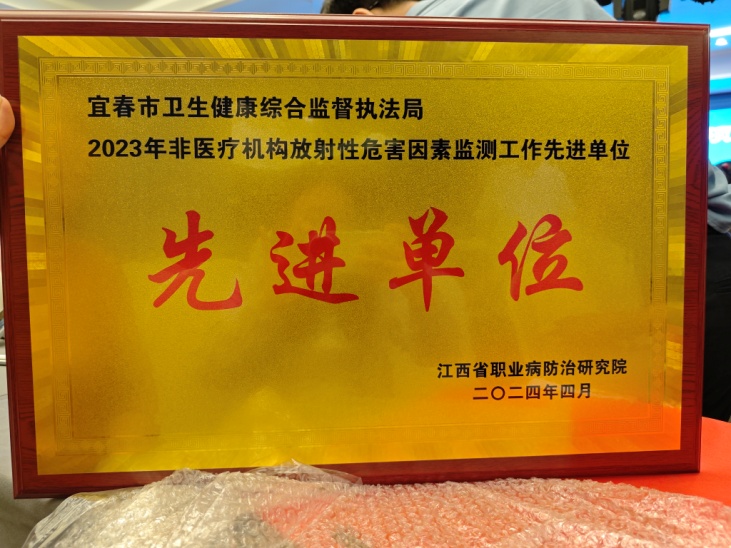 宜春市卫生健康综合监督执法局
2023年非医疗机构放射性危害因素监测工作先进单位
先进单位
江西省职业病防治研究院
二〇二四年四月